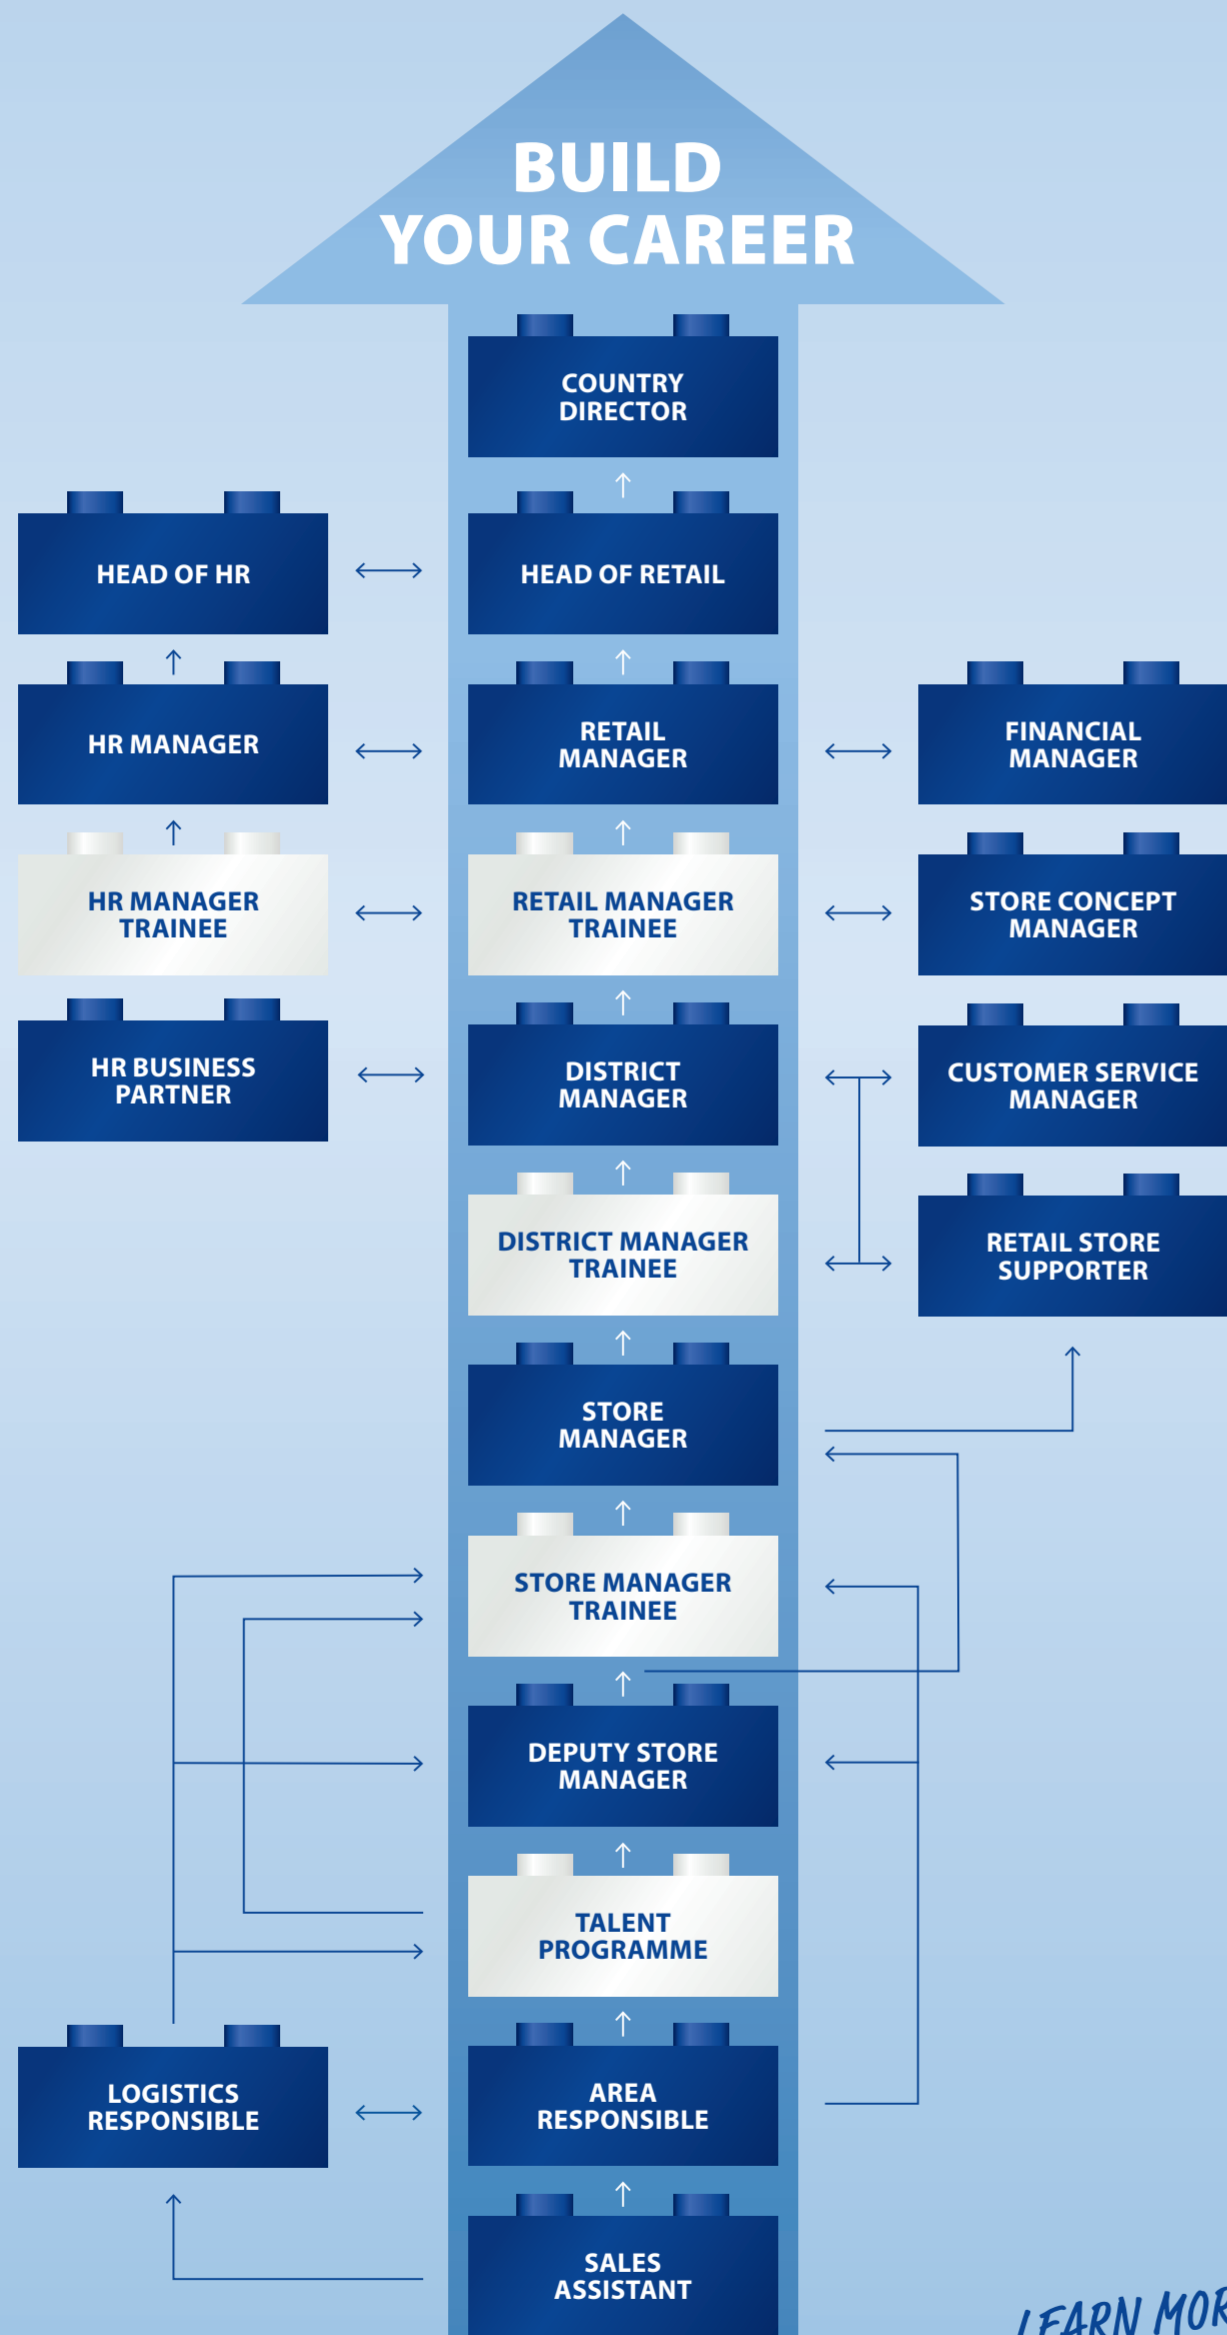 BUILD
YOUR CAREER
COUNTRY
DIRECTOR
HEAD OF HR
HEAD OF RETAIL
HR MANAGER
RETAIL
MANAGER
FINANCIAL
MANAGER
HR MANAGER
TRAINEE
RETAIL MANAGER
TRAINEE
STORE CONCEPT
MANAGER
HR BUSINESS
PARTNER
DISTRICT
MANAGER
CUSTOMER SERVICE
MANAGER
DISTRICT MANAGER
TRAINEE
RETAIL STORE
SUPPORTER
STORE
MANAGER
STORE MANAGER
TRAINEE
DEPUTY STORE
MANAGER
TALENT
PROGRAMME
LOGISTICS
RESPONSIBLE
AREA
RESPONSIBLE
SALES
ASSISTANT
LEARN